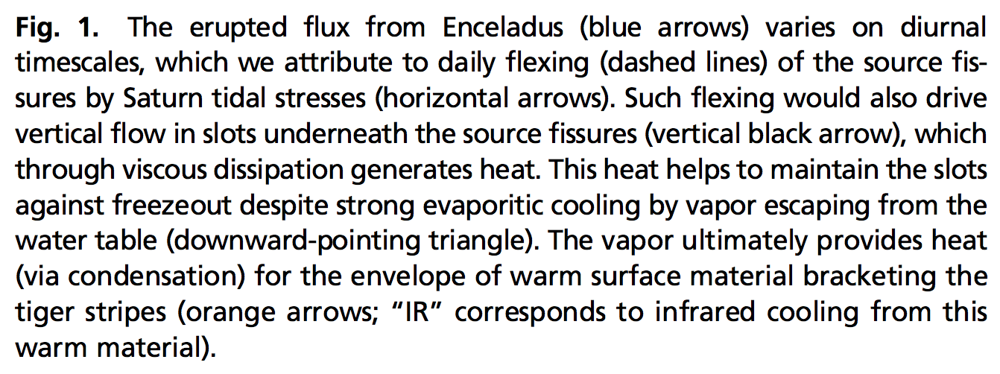 Fig. 1. The erupted flux from Enceladus (blue arrows) varies on diurnal
timescales, which we attribute to daily flexing (dashed lines) of the source fis-
sures by Saturn tidal stresses (horizontal arrows). Such flexing would also drive
vertical flow in slots underneath the source fissures (vertical black arrow), which
through viscous dissipation generates heat. This heat helps to maintain the slots
against freezeout despite strong evaporitic cooling by vapor escaping from the
water table (downward-pointing triangle). The vapor ultimately provides heat
(via condensation) for the envelope of warm surface material bracketing the
tiger stripes (orange arrows; “IR” corresponds to infrared cooling from this
warm material).